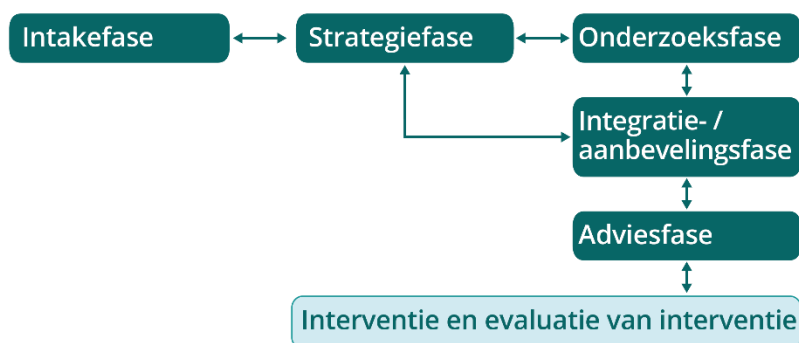 Intakefase
Strategiefase
Onderzoeksfase
Integratie- /
aanbevelingsfase
Adviesfase
Interventie en evaluatie van interventie